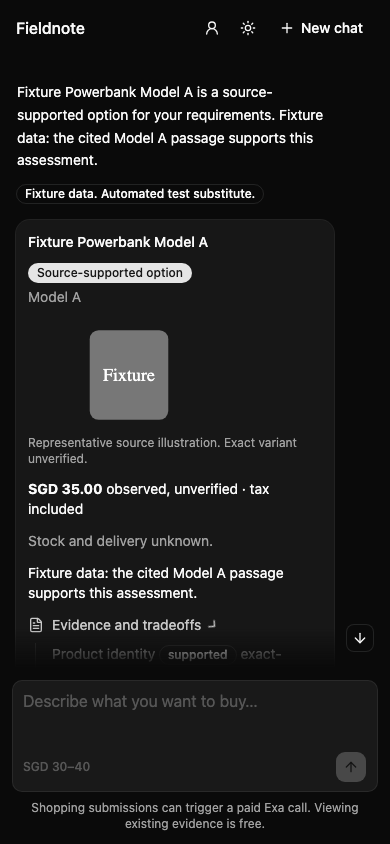 Fieldnote
New chat
Fixture Powerbank Model A is a source-
supported option for your requirements. Fixture
data: the cited Model A passage supports this
assessment.
Fixture data. Automated test substitute.
Fixture Powerbank Model A
Source-supported option
Model A
Fixture
Representative source illustration. Exact variant
unverified.
SGD 35.00 observed, unverified · tax
included
Stock and delivery unknown.
Fixture data: the cited Model A passage
supports this assessment.
Evidence and tradeoffs
Product identity supported exact-
Describe what you want to buy...
SGD 30–40
Shopping submissions can trigger a paid Exa call. Viewing
existing evidence is free.